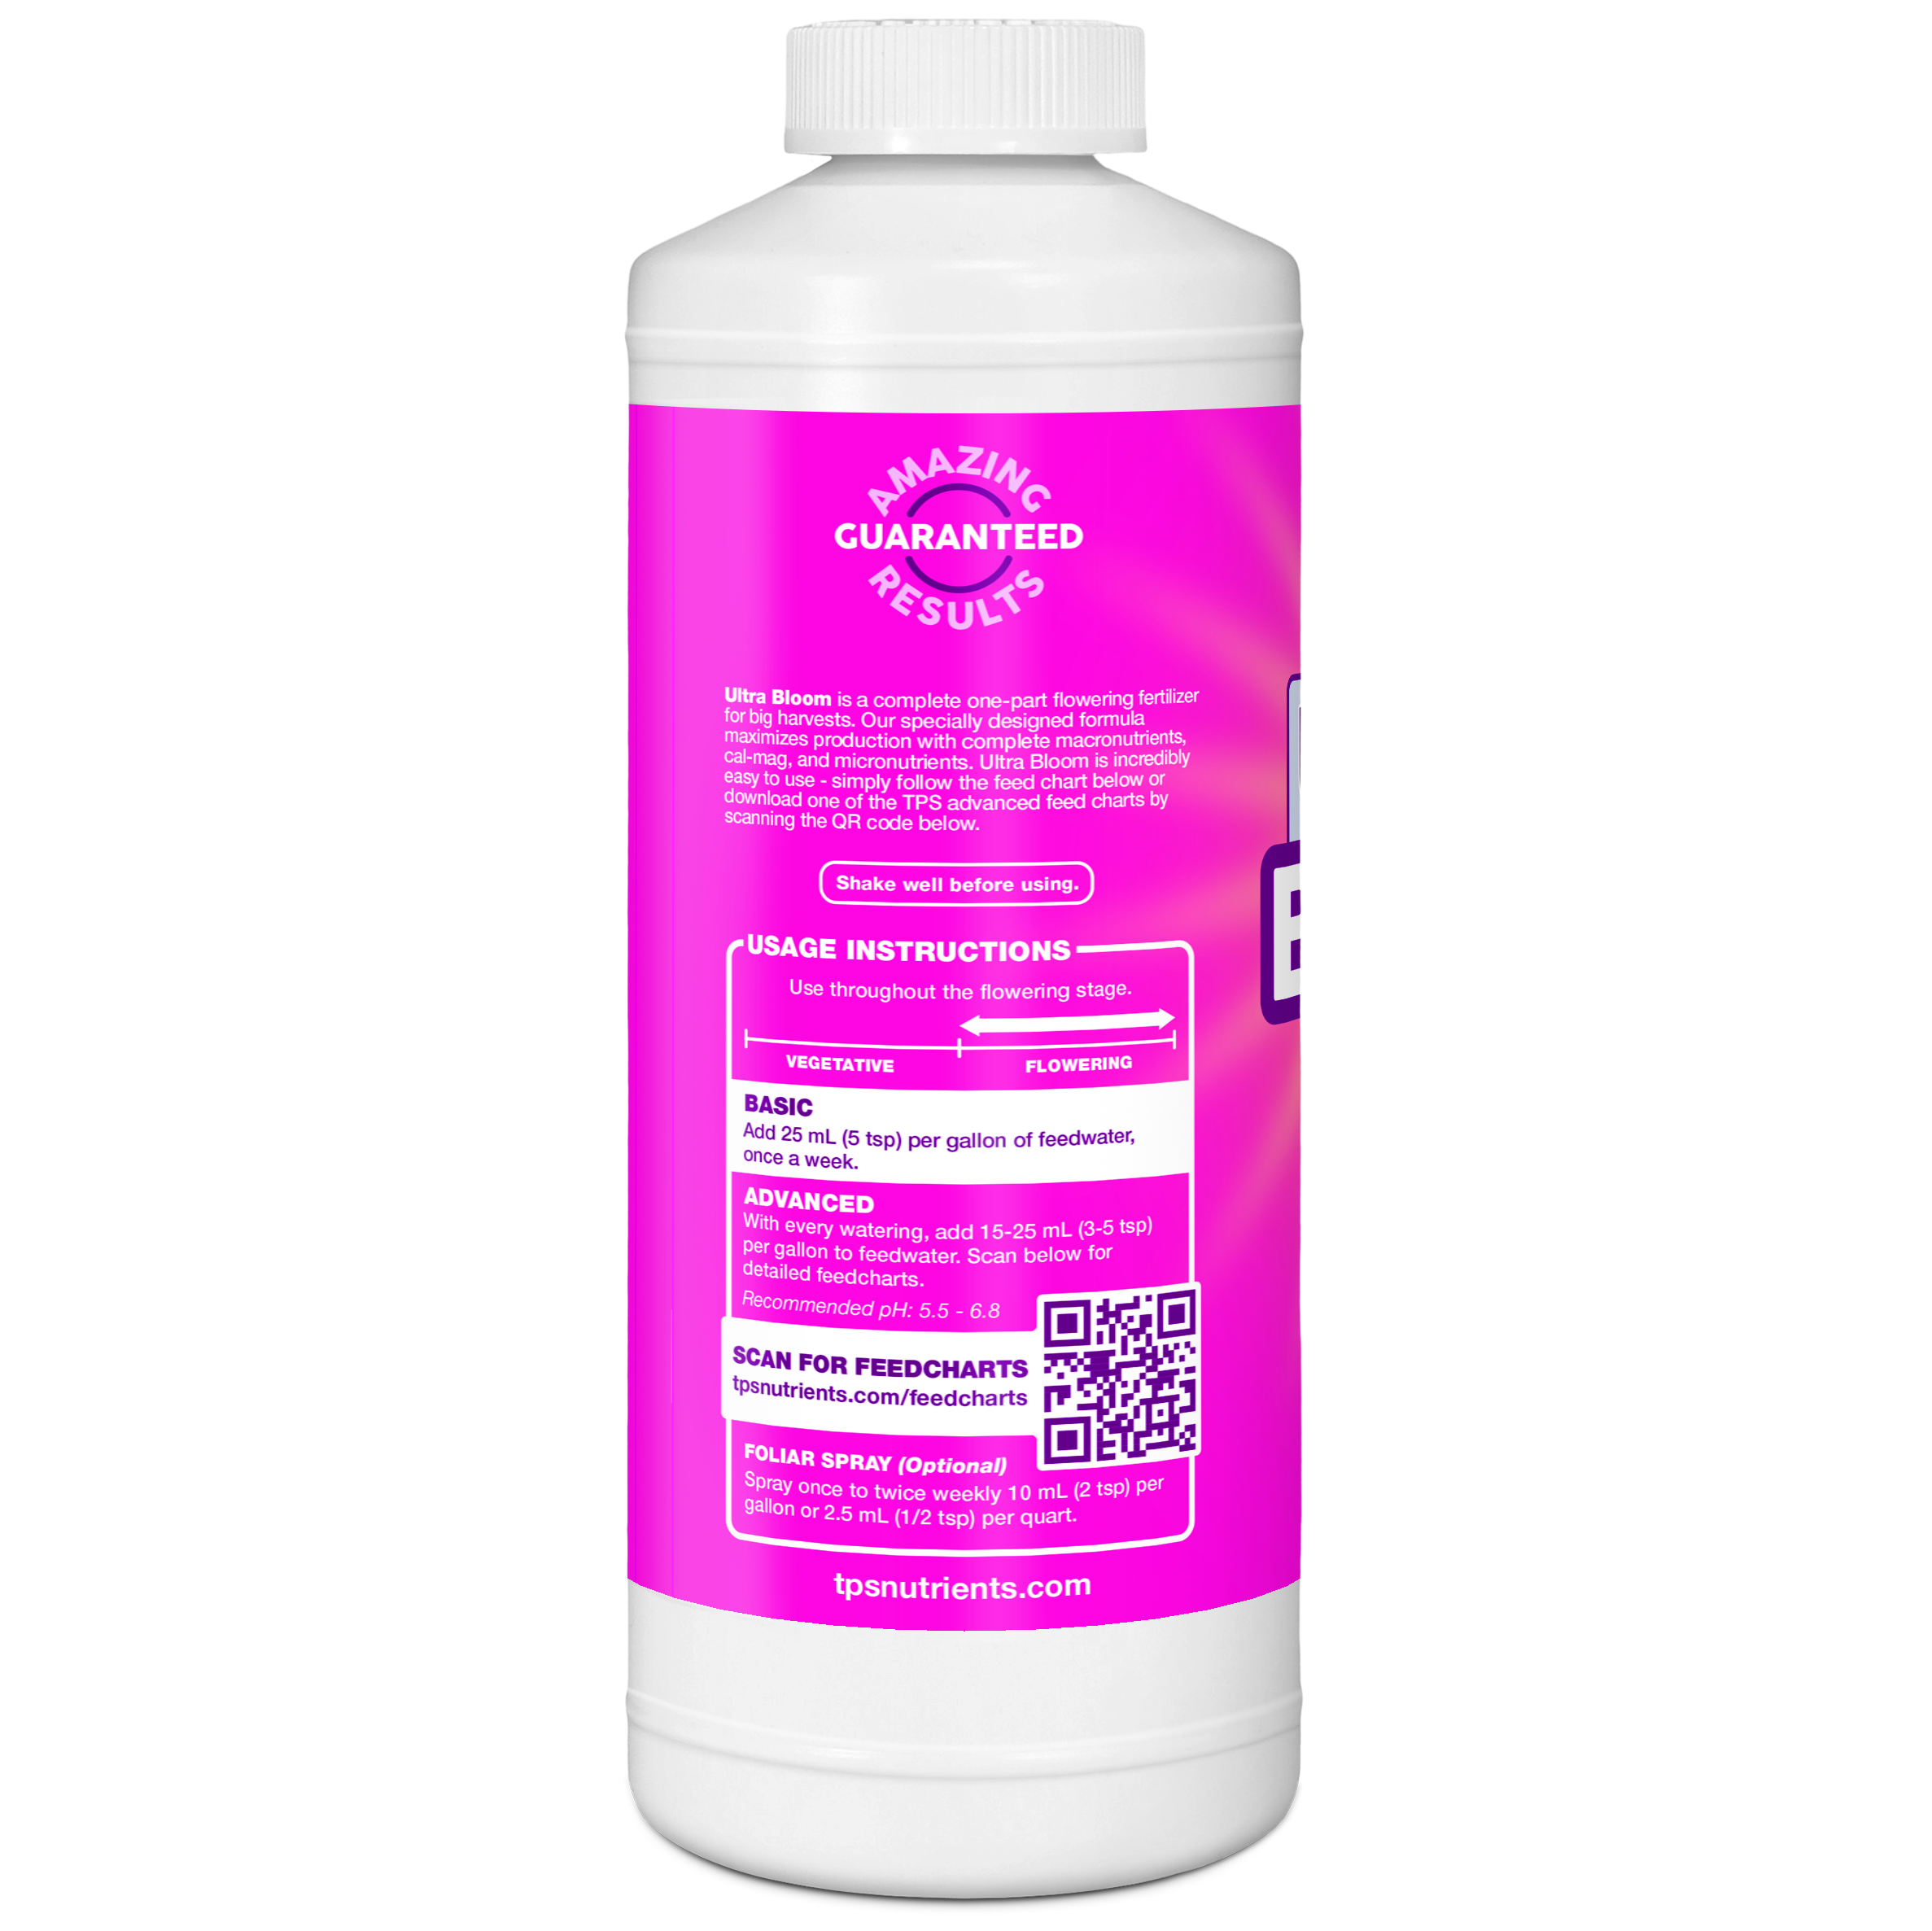 AMAZING
GUARANTEED
RESULTS
Ultra Bloom is a complete one-part flowering fertilizer
for big harvests. Our specially designed formula
maximizes production with complete macronutrients,
cal-mag, and micronutrients. Ultra Bloom is incredibly
easy to use - simply follow the feed chart below or
download one of the TPS advanced feed charts by
scanning the QR code below.
Shake well before using.
USAGE INSTRUCTIONS
Use throughout the flowering stage.
VEGETATIVE
FLOWERING
BASIC
Add 25 mL (5 tsp) per gallon of feedwater,
once a week.
ADVANCED
With every watering, add 15-25 mL (3-5 tsp)
per gallon to feedwater. Scan below for
detailed feedcharts.
Recommended pH: 5.5 - 6.8
SCAN FOR FEEDCHARTS
tpsnutrients.com/feedcharts
FOLIAR SPRAY (Optional)
Spray once to twice weekly 10 mL (2 tsp) per
gallon or 2.5 mL (1/2 tsp) per quart.
tpsnutrients.com